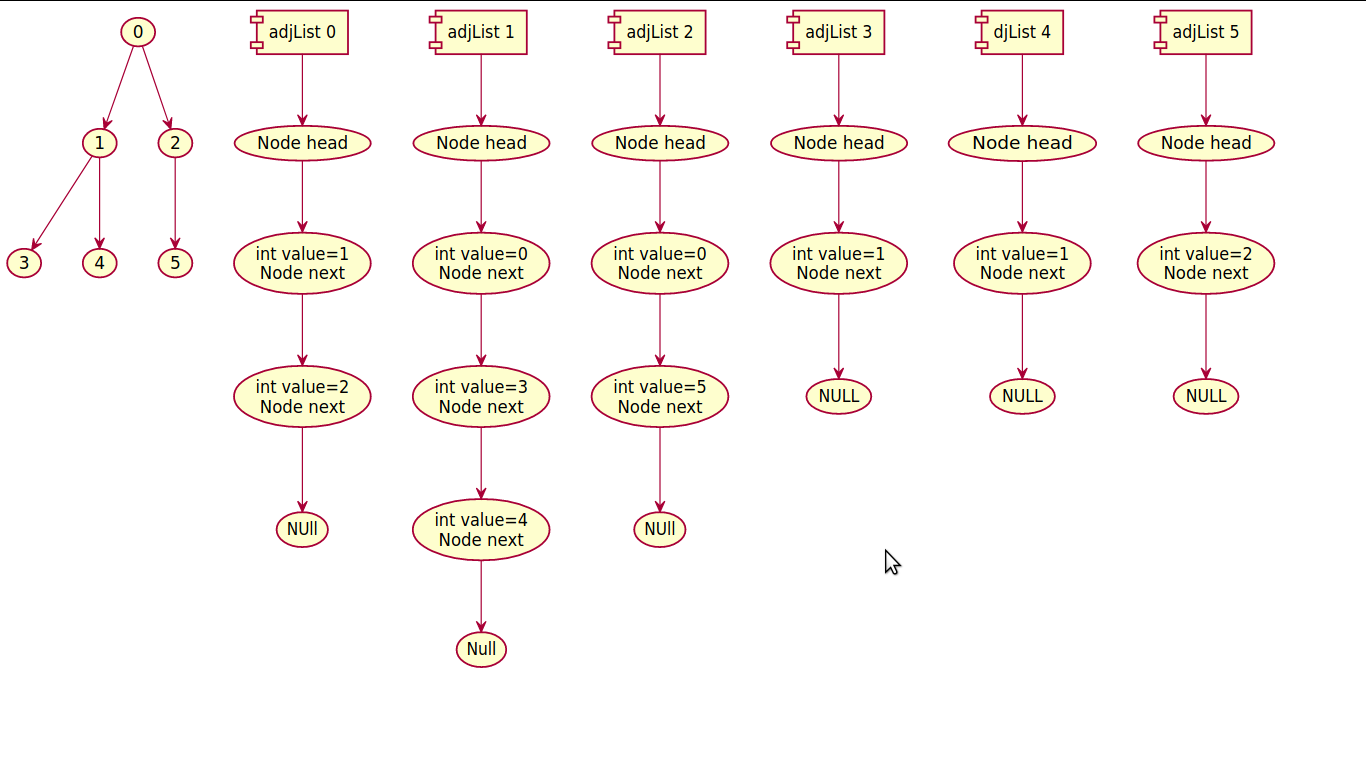 0
adjList 0
adjList 1
adjList 2
adjList 3
djList 4
adjList 5
1
2
Node head
Node head
Node head
Node head
Node head
Node head
3
4
5
int value=1
Node next
int value=0
Node next
int value=0
Node next
int value=1
Node next
int value=1
Node next
int value=2
Node next
int value=2
Node next
int value=3
Node next
int value=5
Node next
NULL
NULL
NULL
NUll
int value=4
Node next
NUll
Null